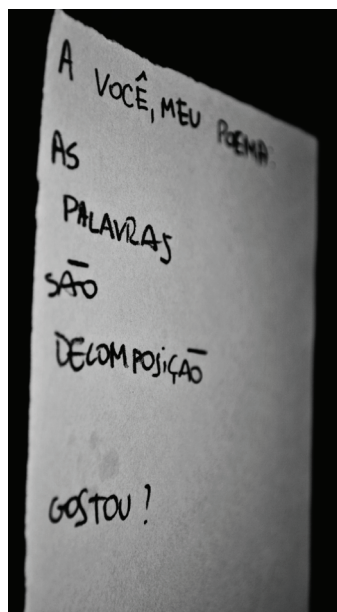 A VOCÊ, MEU POEMA
AS
PALAVRAS
SÃO
DECOMPOSIÇÃO
GOSTOU?